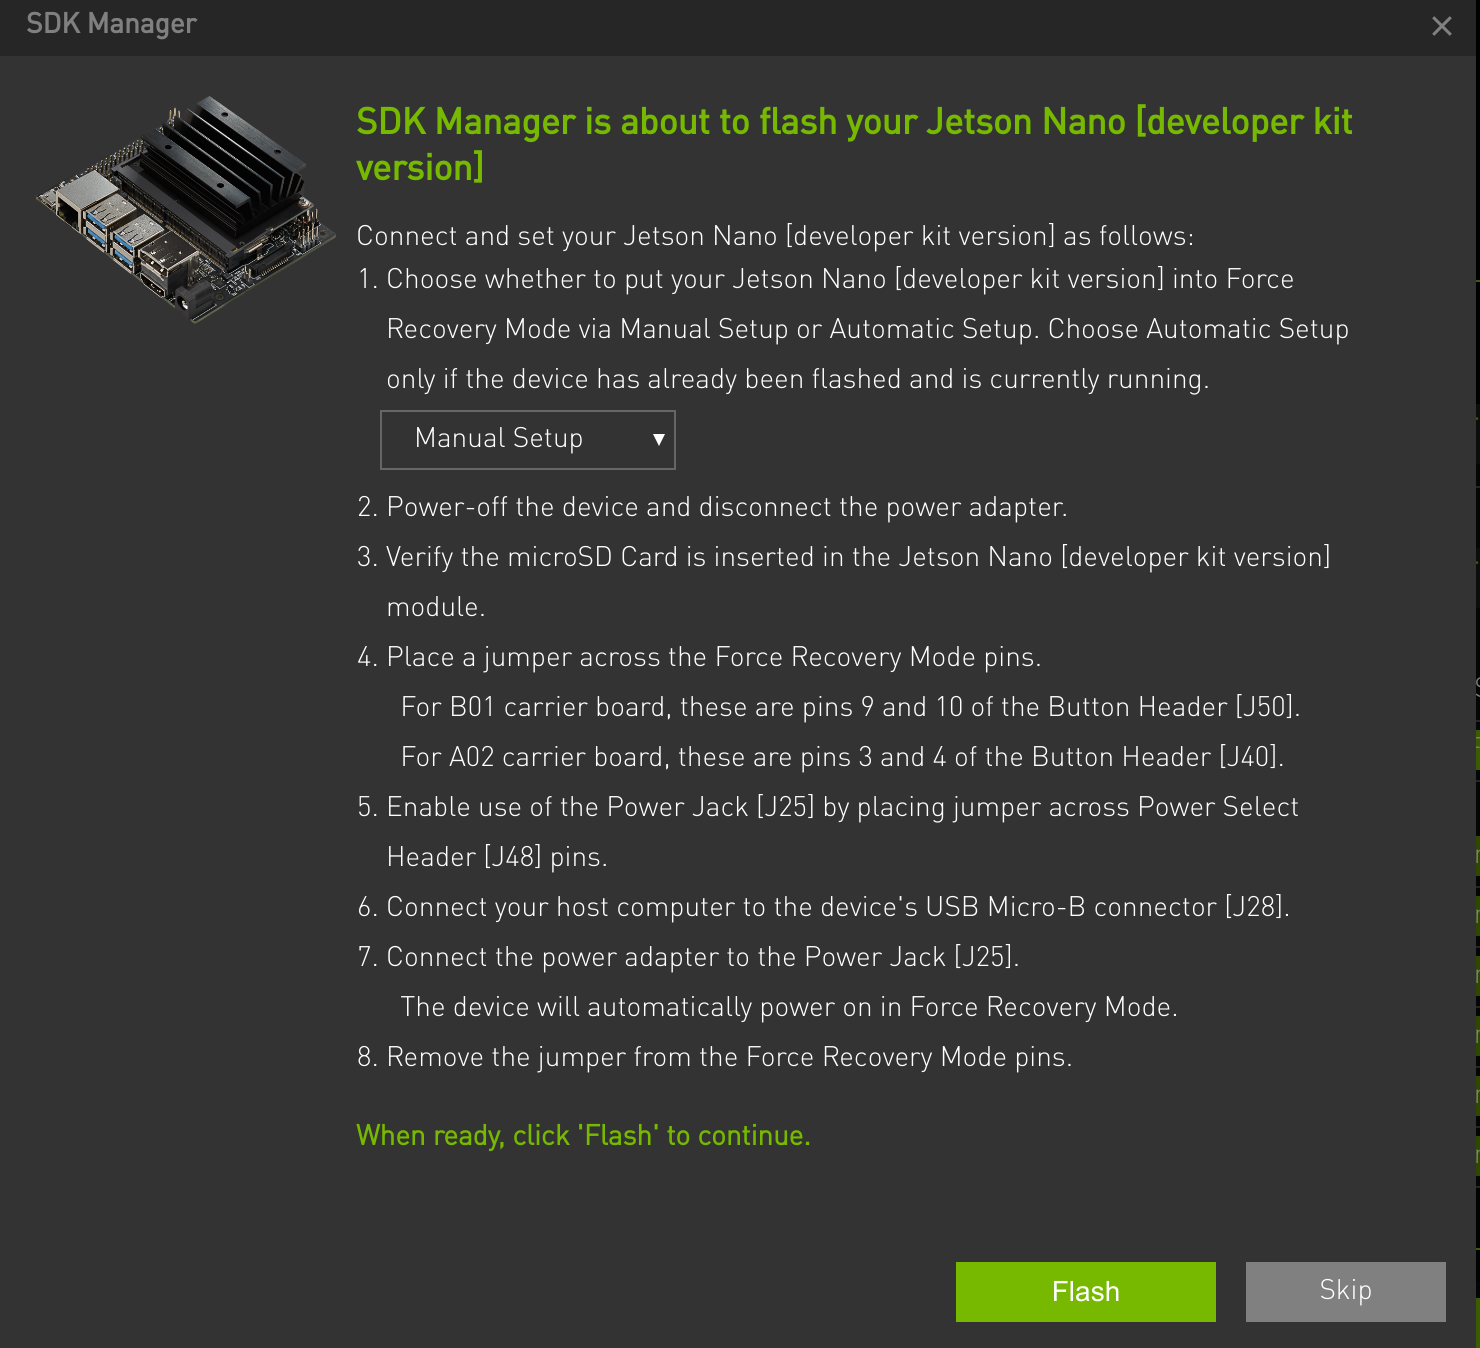 SDK Manager
SDK Manager is about to flash your Jetson Nano [developer kit
version]
Connect and set your Jetson Nano [developer kit version] as follows:
1. Choose whether to put your Jetson Nano [developer kit version] into Force
Recovery Mode via Manual Setup or Automatic Setup. Choose Automatic Setup
only if the device has already been flashed and is currently running.
Manual Setup
2. Power-off the device and disconnect the power adapter.
3. Verify the microSD Card is inserted in the Jetson Nano [developer kit version]
module.
4. Place a jumper across the Force Recovery Mode pins.
For B01 carrier board, these are pins 9 and 10 of the Button Header [J50].
For A02 carrier board, these are pins 3 and 4 of the Button Header [J40].
5. Enable use of the Power Jack [J25] by placing jumper across Power Select
Header [J48] pins.
6. Connect your host computer to the device's USB Micro-B connector [J28].
7. Connect the power adapter to the Power Jack [J25].
The device will automatically power on in Force Recovery Mode.
8. Remove the jumper from the Force Recovery Mode pins.
When ready, click 'Flash' to continue.
Flash
Skip